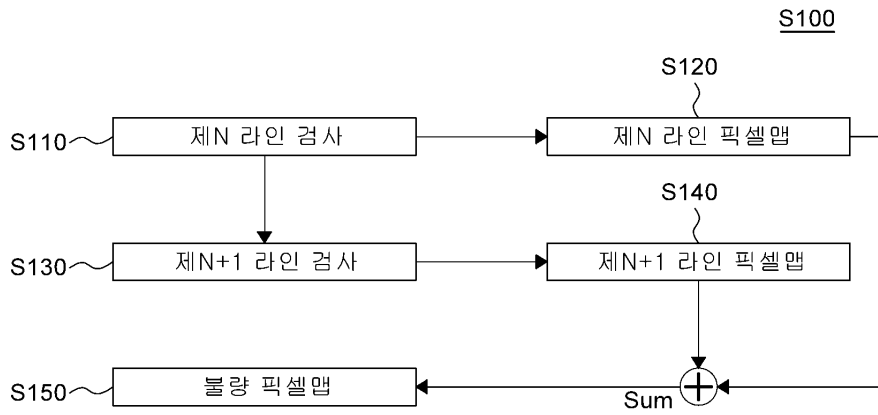 S100
S120
S110 제N 라인 검사 제N 라인 픽셀맵
S140
S130 제N+1 라인 검사 제N+1 라인 픽셀맵
S150 불량 픽셀맵 Sum